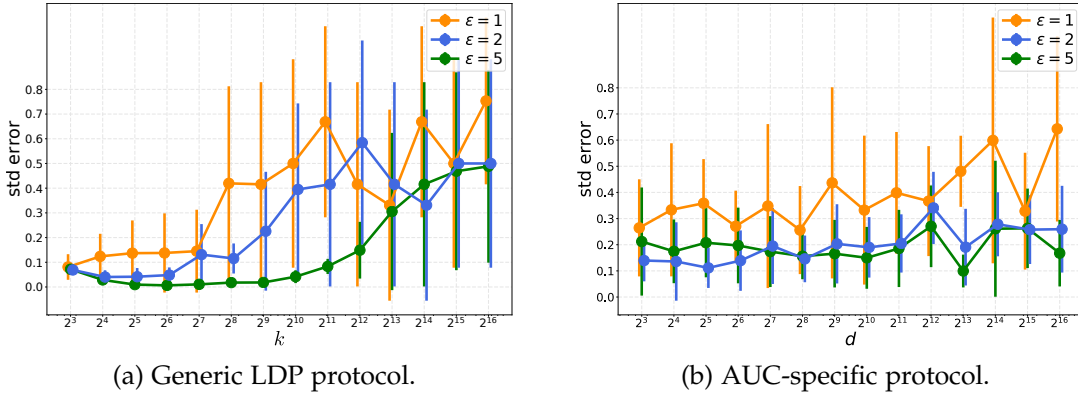 ε = 1
ε = 2
ε = 5
std error
0.8
0.7
0.6
0.5
0.4
0.3
0.2
0.1
0.0
2^3 2^4 2^5 2^6 2^7 2^8 2^9 2^10 2^11 2^12 2^13 2^14 2^15 2^16
k
(a) Generic LDP protocol.
ε = 1
ε = 2
ε = 5
std error
0.8
0.7
0.6
0.5
0.4
0.3
0.2
0.1
0.0
2^3 2^4 2^5 2^6 2^7 2^8 2^9 2^10 2^11 2^12 2^13 2^14 2^15 2^16
d
(b) AUC-specific protocol.